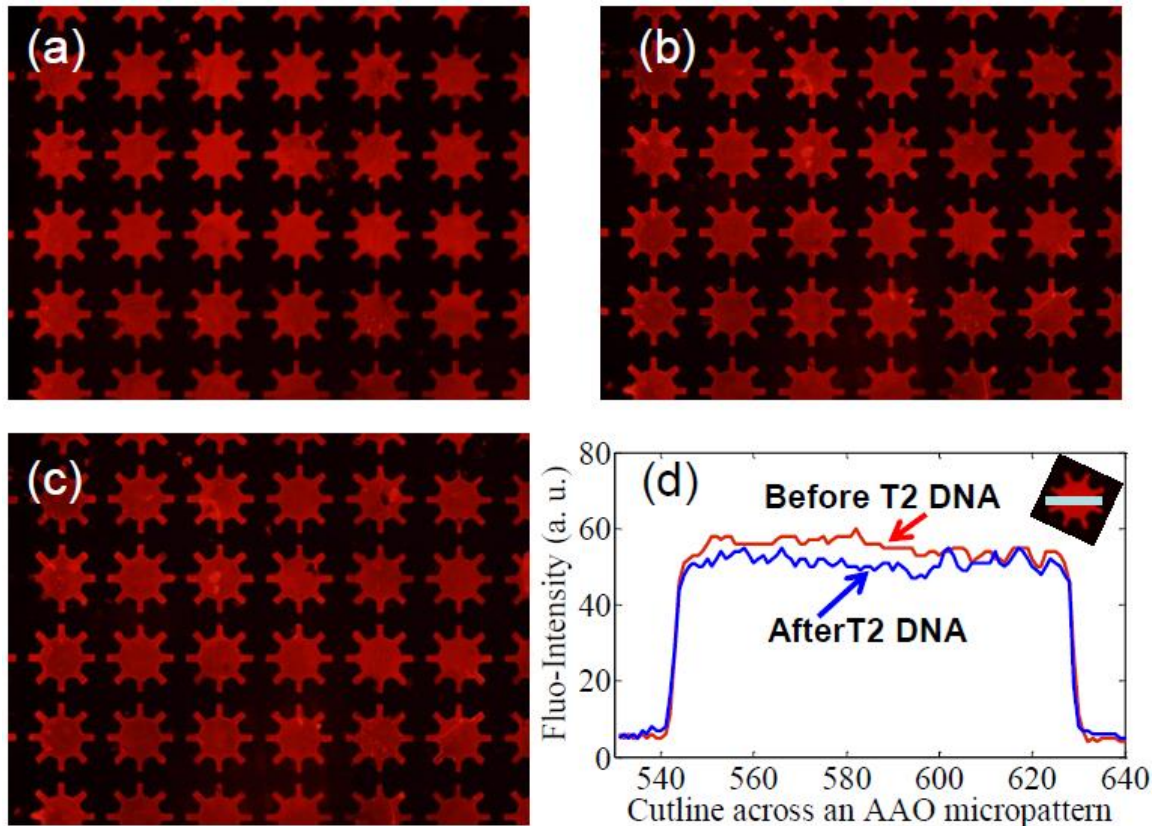 (a)
(b)
(c)
(d)
80
60
40
20
0
Fluo-Intensity (a. u.)
Before T2 DNA
AfterT2 DNA
540 560 580 600 620 640
Cutline across an AAO micropattern